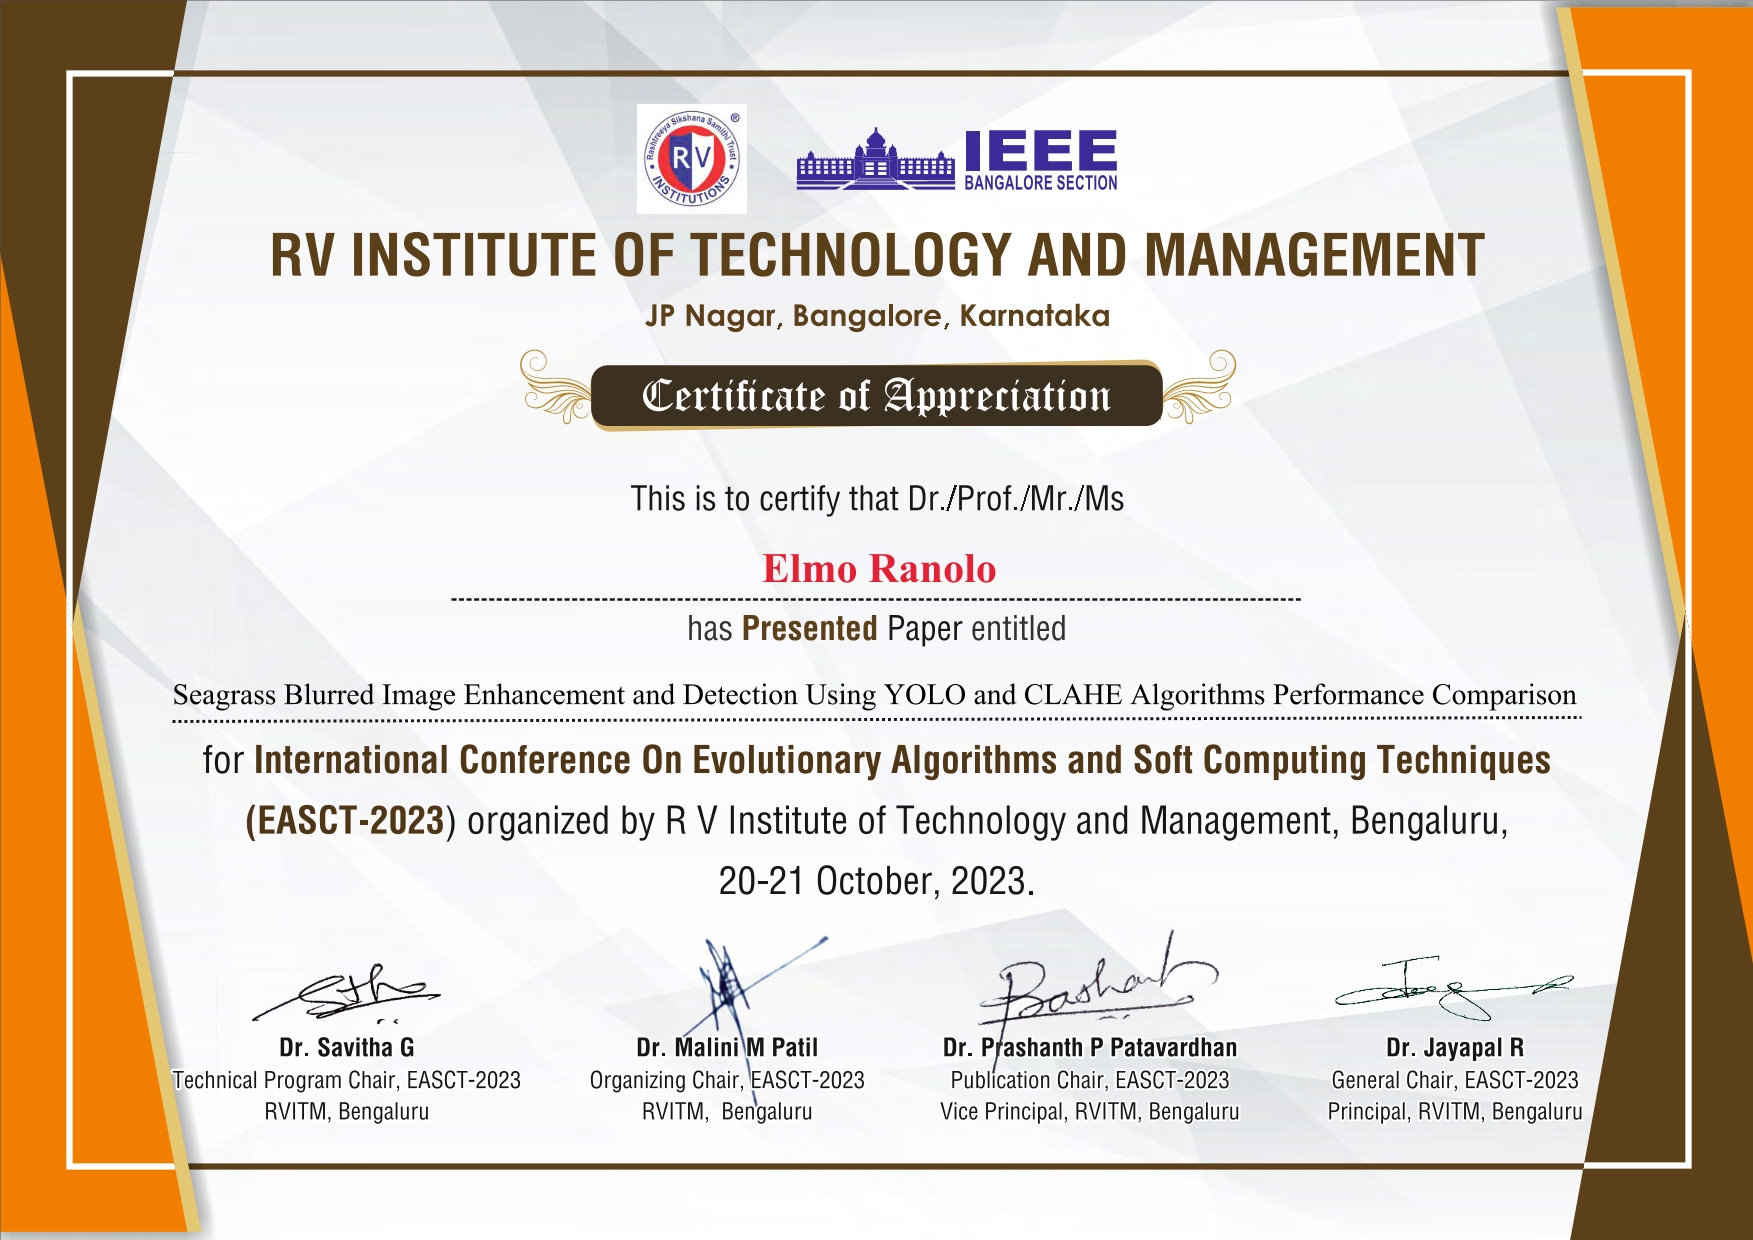 Rashtreeya Sikshana Samithi Trust
®
RV
INSTITUTIONS
IEEE
BANGALORE SECTION
RV INSTITUTE OF TECHNOLOGY AND MANAGEMENT
JP Nagar, Bangalore, Karnataka
Certificate of Appreciation
This is to certify that Dr./Prof./Mr./Ms
Elmo Ranolo
has Presented Paper entitled
Seagrass Blurred Image Enhancement and Detection Using YOLO and CLAHE Algorithms Performance Comparison
for International Conference On Evolutionary Algorithms and Soft Computing Techniques
(EASCT-2023) organized by R V Institute of Technology and Management, Bengaluru,
20-21 October, 2023.
Dr. Savitha G
Technical Program Chair, EASCT-2023
RVITM, Bengaluru
Dr. Malini M Patil
Organizing Chair, EASCT-2023
RVITM, Bengaluru
Dr. Prashanth P Patavardhan
Publication Chair, EASCT-2023
Vice Principal, RVITM, Bengaluru
Dr. Jayapal R
General Chair, EASCT-2023
Principal, RVITM, Bengaluru